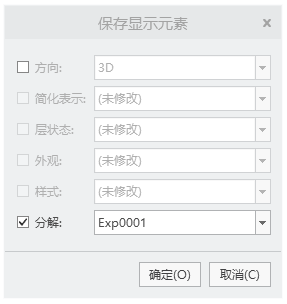 保存显示元素
方向: 3D
简化表示: (未修改)
层状态: (未修改)
外观: (未修改)
样式: (未修改)
分解: Exp0001
确定(O) 取消(C)